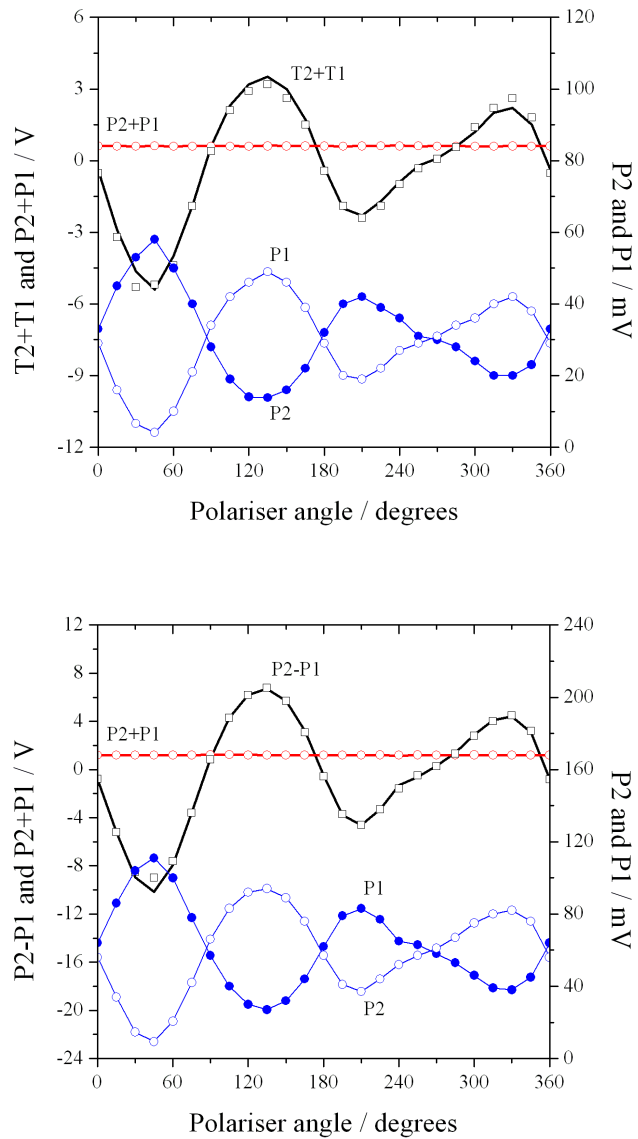 T2+T1 and P2+P1 / V
6
3
0
-3
-6
-9
-12
T2+T1
P2+P1
P1
P2
120
100
80
60
40
20
0
P2 and P1 / mV
0 60 120 180 240 300 360
Polariser angle / degrees
P2-P1 and P2+P1 / V
12
8
4
0
-4
-8
-12
-16
-20
-24
P2-P1
P2+P1
P1
P2
240
200
160
120
80
40
0
P2 and P1 / mV
0 60 120 180 240 300 360
Polariser angle / degrees